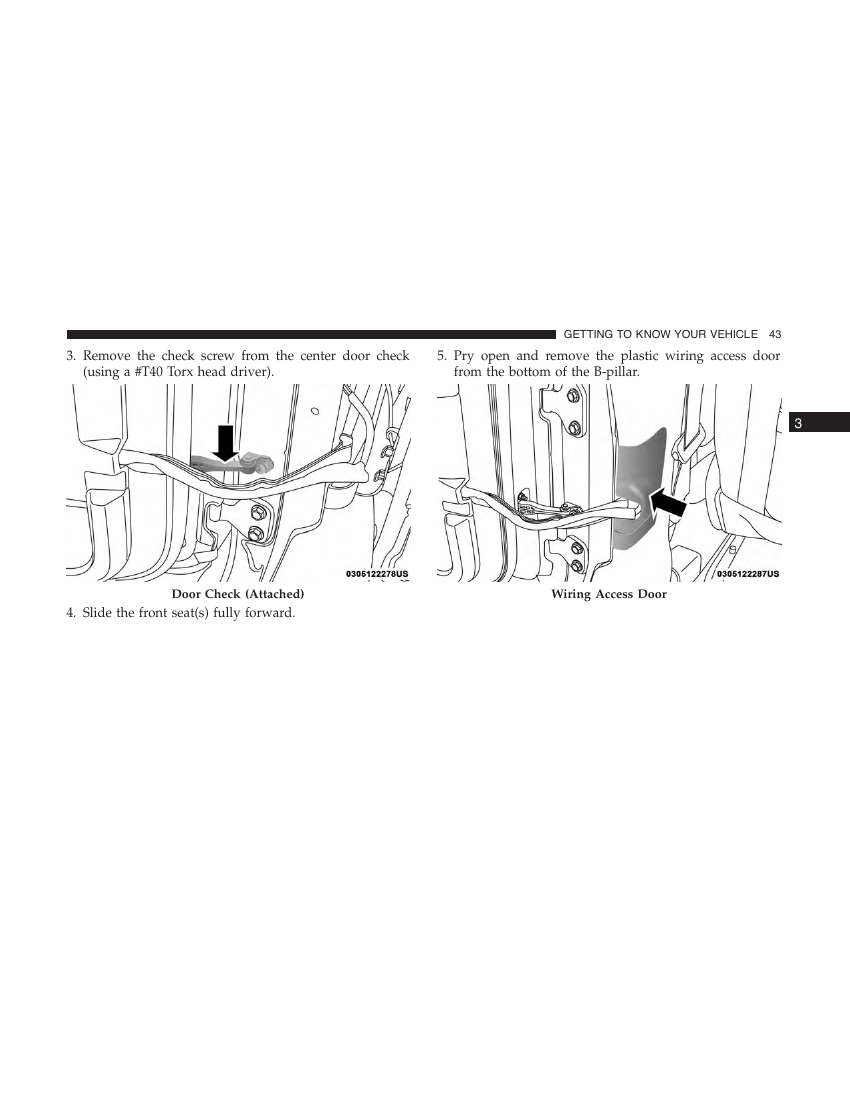 GETTING TO KNOW YOUR VEHICLE 43
3. Remove the check screw from the center door check
(using a #T40 Torx head driver).
0305122278US
Door Check (Attached)
4. Slide the front seat(s) fully forward.
5. Pry open and remove the plastic wiring access door
from the bottom of the B-pillar.
0305122287US
Wiring Access Door
3